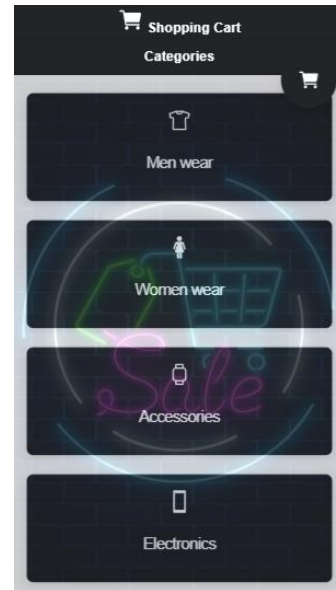 Shopping Cart
Categories
Men wear
Women wear
Sale
Accessories
Electronics